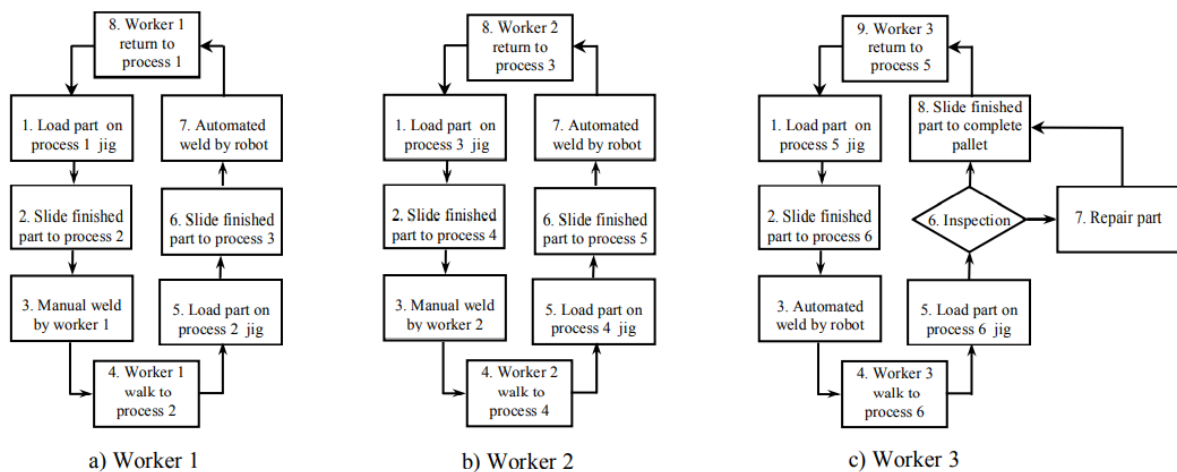 8. Worker 1
return to
process 1
1. Load part on
process 1 jig
7. Automated
weld by robot
2. Slide finished
part to process 2
6. Slide finished
part to process 3
3. Manual weld
by worker 1
5. Load part on
process 2 jig
4. Worker 1
walk to
process 2
a) Worker 1
8. Worker 2
return to
process 3
1. Load part on
process 3 jig
7. Automated
weld by robot
2. Slide finished
part to process 4
6. Slide finished
part to process 5
3. Manual weld
by worker 2
5. Load part on
process 4 jig
4. Worker 2
walk to
process 4
b) Worker 2
9. Worker 3
return to
process 5
1. Load part on
process 5 jig
8. Slide finished
part to complete
pallet
2. Slide finished
part to process 6
6. Inspection
7. Repair part
3. Automated
weld by robot
5. Load part on
process 6 jig
4. Worker 3
walk to
process 6
c) Worker 3